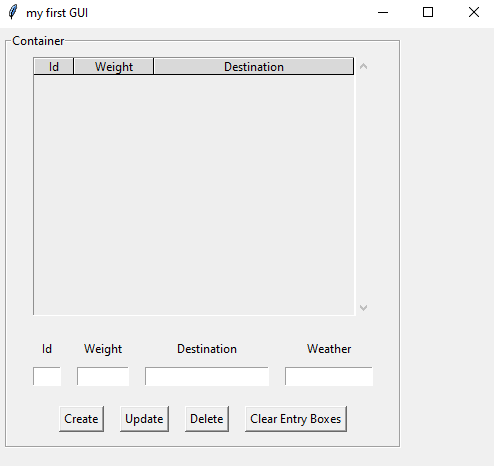 my first GUI
Container
Id Weight Destination
Id Weight Destination Weather
Create Update Delete Clear Entry Boxes